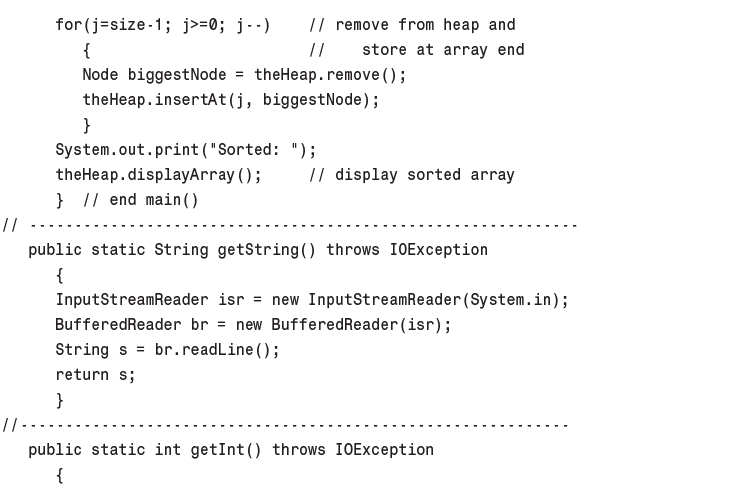 for(j=size-1; j>=0; j--)    // remove from heap and
{                        //    store at array end
Node biggestNode = theHeap.remove();
theHeap.insertAt(j, biggestNode);
}
System.out.print("Sorted: ");
theHeap.displayArray();     // display sorted array
}  // end main()
// -------------------------------------------------------------
public static String getString() throws IOException
{
InputStreamReader isr = new InputStreamReader(System.in);
BufferedReader br = new BufferedReader(isr);
String s = br.readLine();
return s;
}
//-------------------------------------------------------------
public static int getInt() throws IOException
{